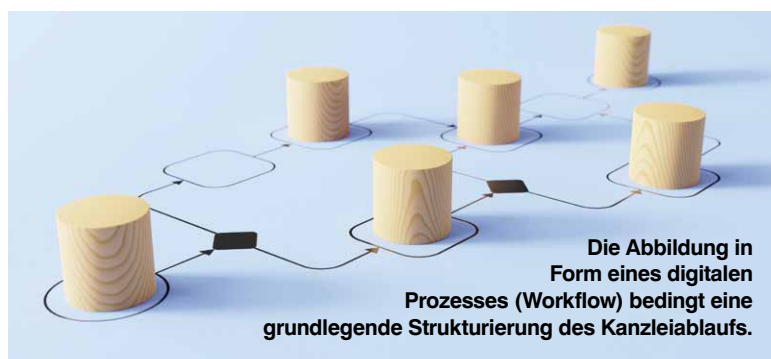 Die Abbildung in
Form eines digitalen
Prozesses (Workflow) bedingt eine
grundlegende Strukturierung des Kanzleiablaufs.